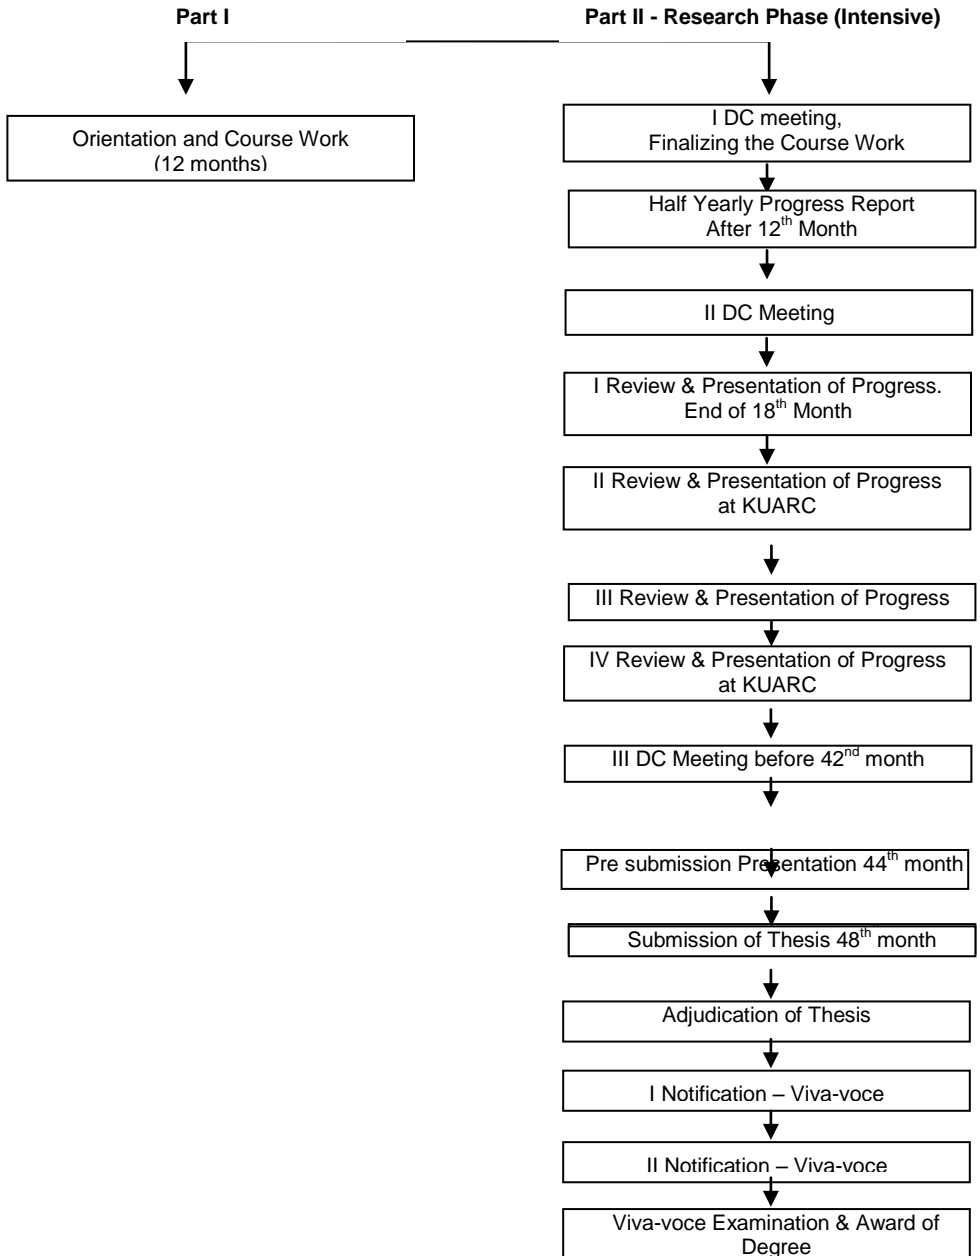 Part I
Part II - Research Phase (Intensive)
Orientation and Course Work
(12 months)
I DC meeting,
Finalizing the Course Work
Half Yearly Progress Report
After 12th Month
II DC Meeting
I Review & Presentation of Progress.
End of 18th Month
II Review & Presentation of Progress
at KUARC
III Review & Presentation of Progress
IV Review & Presentation of Progress
at KUARC
III DC Meeting before 42nd month
Pre submission Presentation 44th month
Submission of Thesis 48th month
Adjudication of Thesis
I Notification – Viva-voce
II Notification – Viva-voce
Viva-voce Examination & Award of
Degree